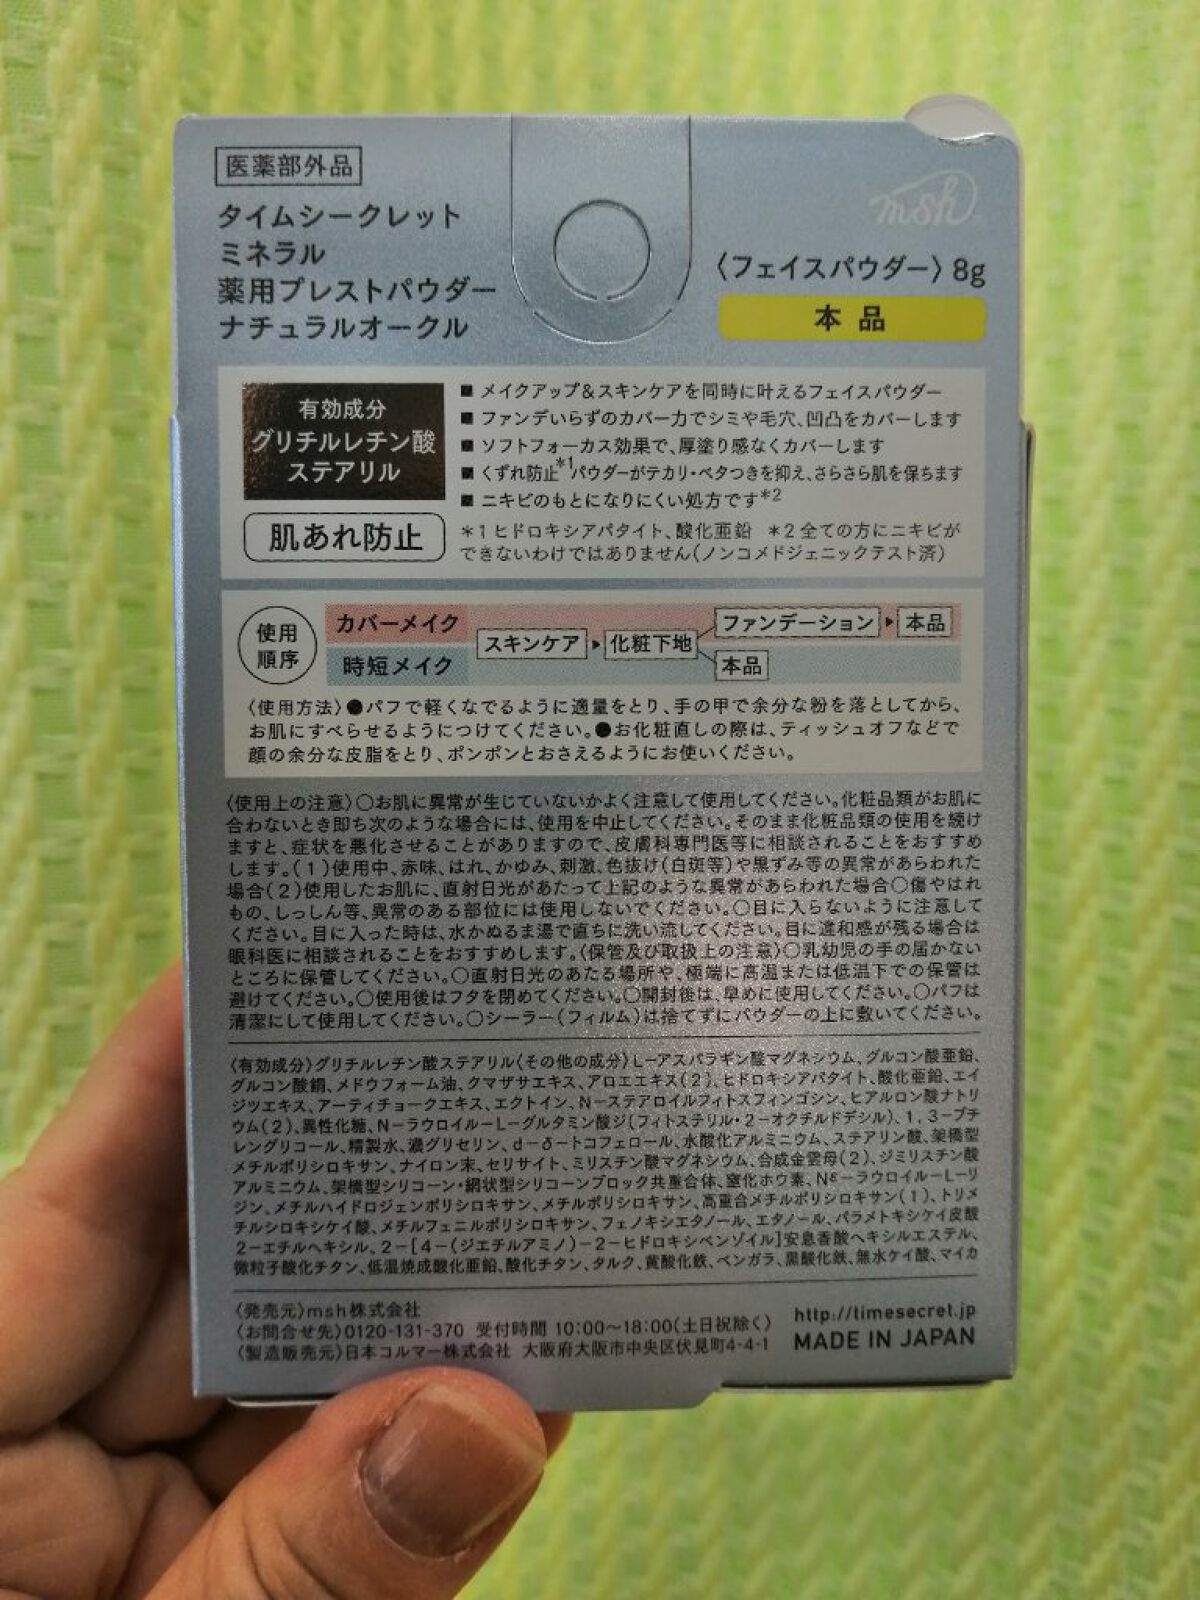 医薬部外品
タイムシークレット
ミネラル
薬用プレストパウダー
ナチュラルオークル
msh
〈フェイスパウダー〉8g
本品
有効成分
グリチルレチン酸
ステアリル
肌あれ防止
■ メイクアップ&スキンケアを同時に叶えるフェイスパウダー
■ ファンデいらずのカバー力でシミや毛穴、凹凸をカバーします
■ ソフトフォーカス効果で、厚塗り感なくカバーします
■ くずれ防止*1パウダーがテカリ・ベタつきを抑え、さらさら肌を保ちます
■ ニキビのもとになりにくい処方です*2
*1 ヒドロキシアパタイト、酸化亜鉛 *2 全ての方にニキビが
できないわけではありません(ノンコメドジェニックテスト済)
使用
順序
カバーメイク
時短メイク
スキンケア
化粧下地
ファンデーション
本品
本品
〈使用方法〉●パフで軽くなでるように適量をとり、手の甲で余分な粉を落としてから、
お肌にすべらせるようにつけてください。●お化粧直しの際は、ティッシュオフなどで
顔の余分な皮脂をとり、ポンポンとおさえるようにお使いください。
〈使用上の注意〉○お肌に異常が生じていないかよく注意して使用してください。化粧品類がお肌に
合わないとき即ち次のような場合には、使用を中止してください。そのまま化粧品類の使用を続け
ますと、症状を悪化させることがありますので、皮膚科専門医等に相談されることをおすすめ
します。(1)使用中、赤味、はれ、かゆみ、刺激、色抜け(白斑等)や黒ずみ等の異常があらわれた
場合(2)使用したお肌に、直射日光があたって上記のような異常があらわれた場合○傷やはれ
もの、しっしん等、異常のある部位には使用しないでください。○目に入らないように注意して
ください。目に入った時は、水かぬるま湯で直ちに洗い流してください。目に違和感が残る場合は
眼科医に相談されることをおすすめします。〈保管及び取扱上の注意〉○乳幼児の手の届かない
ところに保管してください。○直射日光のあたる場所や、極端に高温または低温下での保管は
避けてください。○使用後はフタを閉めてください。○開封後は、早めに使用してください。○パフは
清潔にして使用してください。○シーラー(フィルム)は捨てずにパウダーの上に敷いてください。
〈有効成分〉グリチルレチン酸ステアリル〈その他の成分〉L-アスパラギン酸マグネシウム、グルコン酸亜鉛、
グルコン酸銅、メドウフォーム油、クマザサエキス、アロエエキス(2)、ヒドロキシアパタイト、酸化亜鉛、エイ
ジツエキス、アーティチョークエキス、エクトイン、N-ステアロイルフィトスフィンゴシン、ヒアルロン酸ナトリ
ウム(2)、異性化糖、N-ラウロイル-L-グルタミン酸ジ(フィトステリル・2-オクチルドデシル)、1,3-ブチ
レングリコール、精製水、濃グリセリン、d-δ-トコフェロール、水酸化アルミニウム、ステアリン酸、架橋型
メチルポリシロキサン、ナイロン末、セリサイト、ミリスチン酸マグネシウム、合成金雲母(2)、ジミリスチン酸
アルミニウム、架橋型シリコーン・網状型シリコーンブロック共重合体、窒化ホウ素、Nε-ラウロイル-L-リ
ジン、メチルハイドロジェンポリシロキサン、メチルポリシロキサン、高重合メチルポリシロキサン(1)、トリメ
チルシロキシケイ酸、メチルフェニルポリシロキサン、フェノキシエタノール、エタノール、パラメトキシケイ皮酸
2-エチルヘキシル、2-[4-(ジエチルアミノ)-2-ヒドロキシベンゾイル]安息香酸ヘキシルエステル、
微粒子酸化チタン、低温焼成酸化亜鉛、酸化チタン、タルク、黄酸化鉄、ベンガラ、黒酸化鉄、無水ケイ酸、マイカ
〈発売元〉msh株式会社
〈お問合せ先〉0120-131-370 受付時間 10:00～18:00(土日祝除く)
〈製造販売元〉日本コルマー株式会社 大阪府大阪市中央区伏見町4-4-1
http://timesecret.jp
MADE IN JAPAN